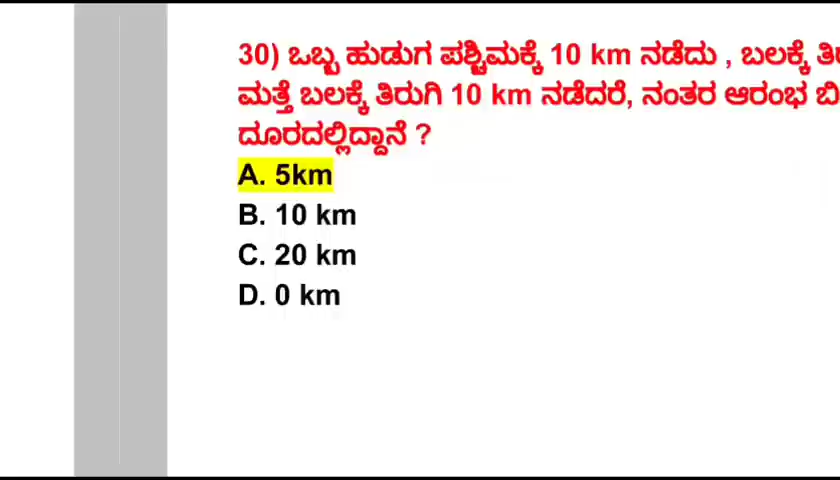 30) ಒಬ್ಬ ಹುಡುಗ ಪಶ್ಚಿಮಕ್ಕೆ 10 km ನಡೆದು , ಬಲಕ್ಕೆ
ಮತ್ತೆ ಬಲಕ್ಕೆ ತಿರುಗಿ 10 km ನಡೆದರೆ, ನಂತರ ಆರಂಭ
ದೂರದಲ್ಲಿದ್ದಾನೆ ?
A. 5km
B. 10 km
C. 20 km
D. 0 km